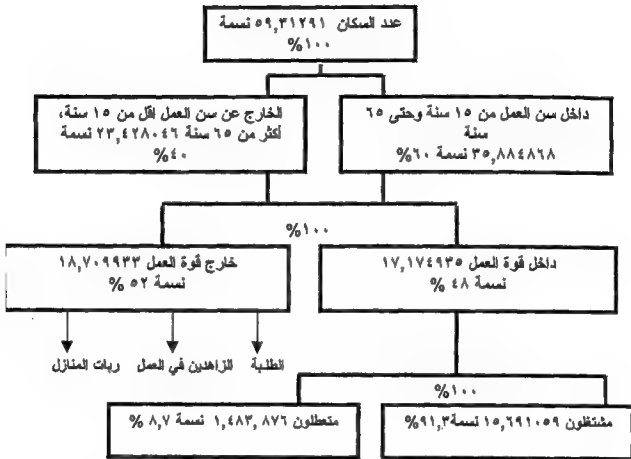 عدد السكان ٥٩,٣١٢٩١ نسمة
%١٠٠
داخل سن العمل من ١٥ سنة وحتى ٦٥
سنة
٣٥,٨٨٤٨٦٨ نسمة ٦٠%
الخارج عن سن العمل اقل من ١٥ سنة،
أكثر من ٦٥ سنة ٢٣,٤٢٨٠٤٦ نسمة
%٤٠
%١٠٠
داخل قوة العمل ١٧,١٧٤٩٣٥
نسمة ٤٨ %
خارج قوة العمل ١٨,٧٠٩٩٣٣
نسمة ٥٢ %
الطلبة الزاهدين في العمل ربات المنازل
%١٠٠
مشتغلون ١٥,٦٩١٠٥٩ نسمة٩١,٣%
متعطلون ١,٤٨٣,٨٧٦ نسمة ٨,٧ %